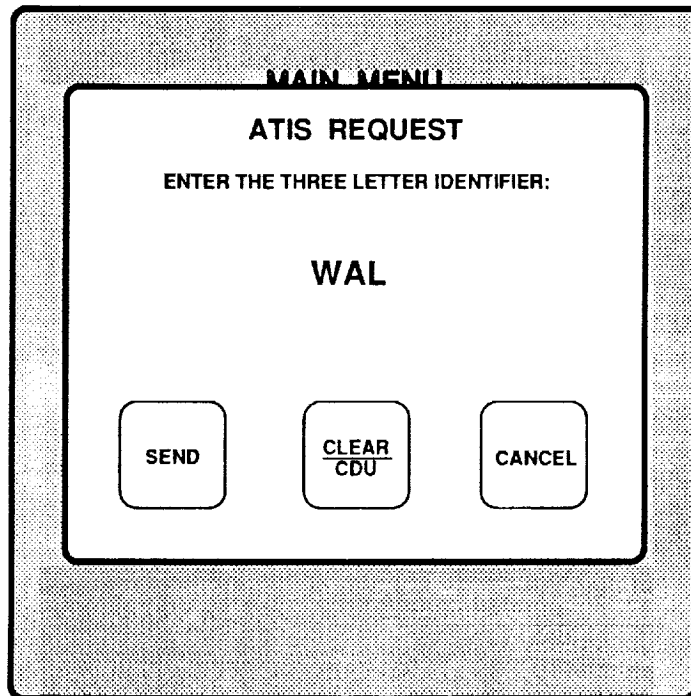 MAIN MENU
ATIS REQUEST
ENTER THE THREE LETTER IDENTIFIER:
WAL
SEND
CLEAR
CDU
CANCEL